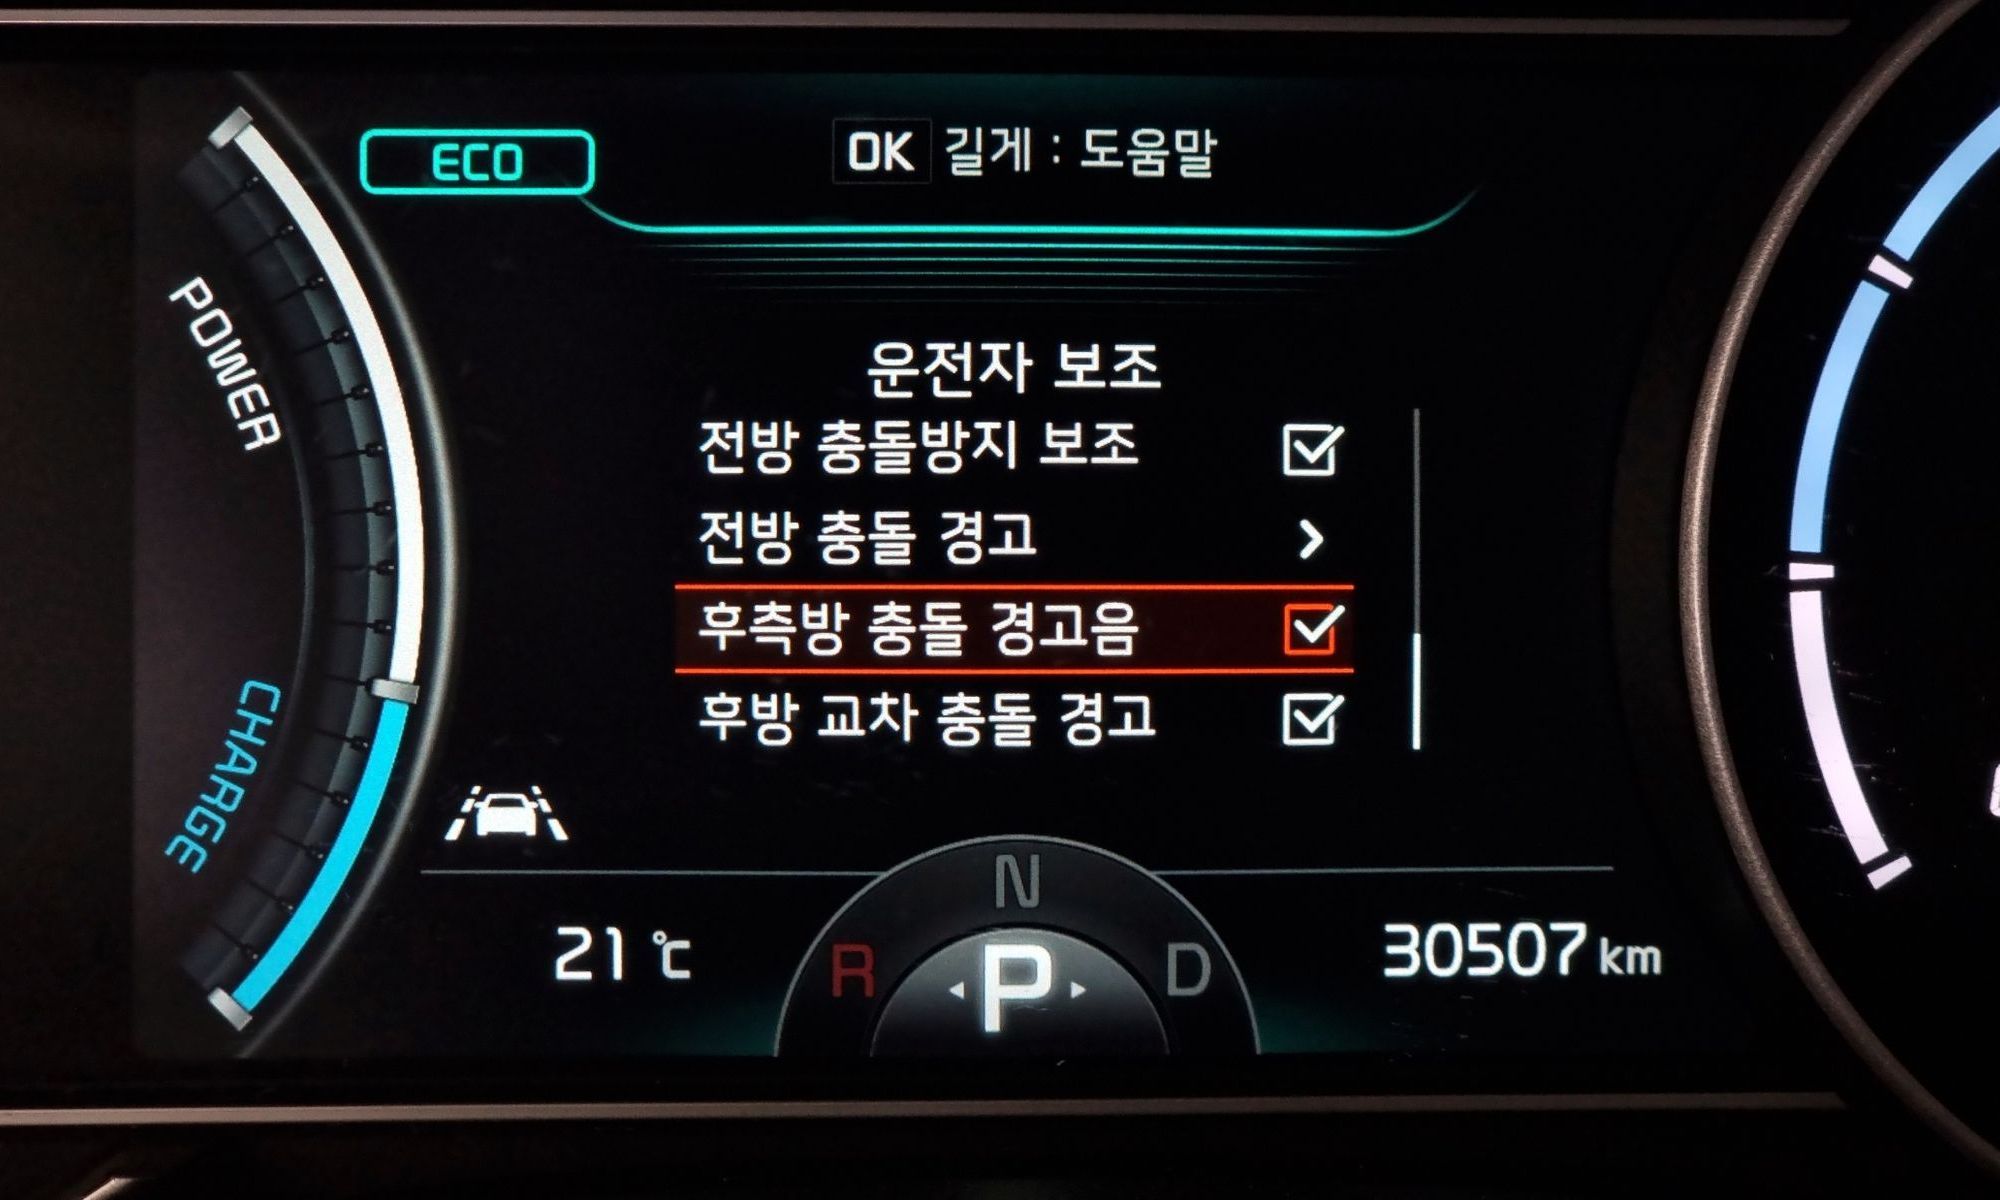 ECO
OK 길게 : 도움말
POWER
운전자 보조
전방 충돌방지 보조
전방 충돌 경고
후측방 충돌 경고음
후방 교차 충돌 경고
CHARGE
N
21 ℃
R
P
D
30507 km